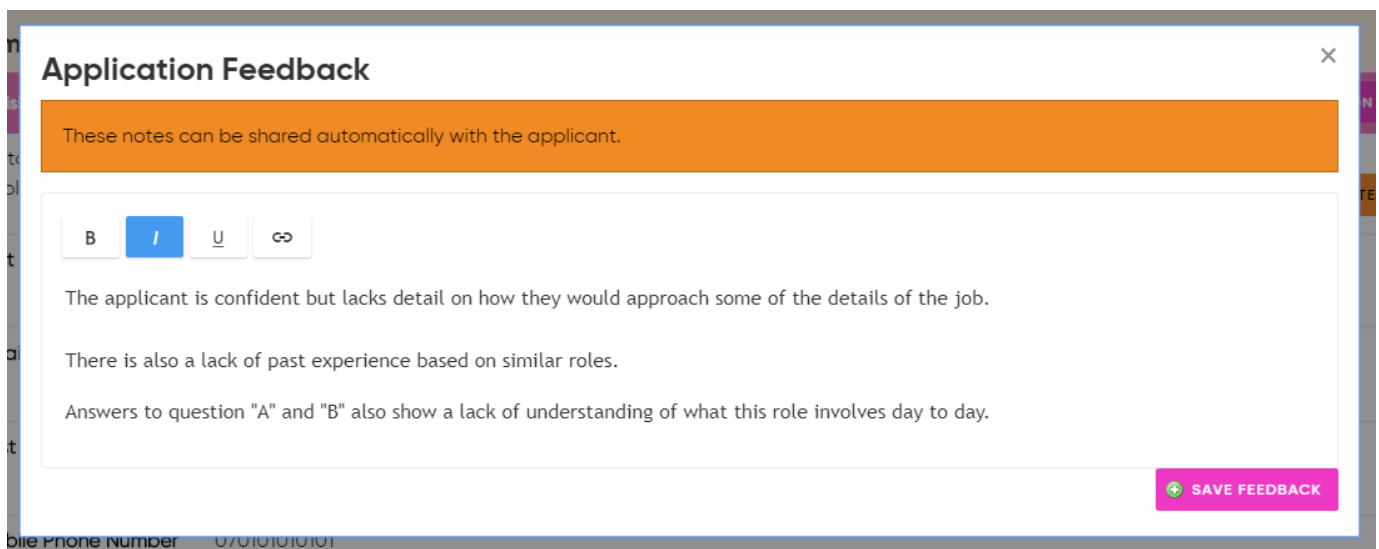 Application Feedback
×
These notes can be shared automatically with the applicant.
B I U
The applicant is confident but lacks detail on how they would approach some of the details of the job.
There is also a lack of past experience based on similar roles.
Answers to question "A" and "B" also show a lack of understanding of what this role involves day to day.
SAVE FEEDBACK
Phone Number 070101010101